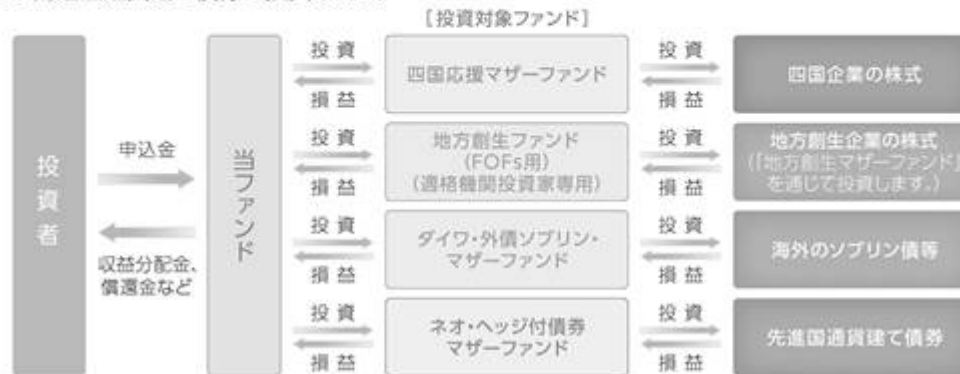 [投資対象ファンド]
投資者
申込金
収益分配金、
償還金など
当ファンド
投資
損益
四国応援マザーファンド
投資
損益
四国企業の株式
投資
損益
地方創生ファンド
(FOFs用)
(適格機関投資家専用)
投資
損益
地方創生企業の株式
(「地方創生マザーファンド」
を通じて投資します。)
投資
損益
ダイワ・外債ソブリン・
マザーファンド
投資
損益
海外のソブリン債等
投資
損益
ネオ・ヘッジ付債券
マザーファンド
投資
損益
先進国通貨建て債券